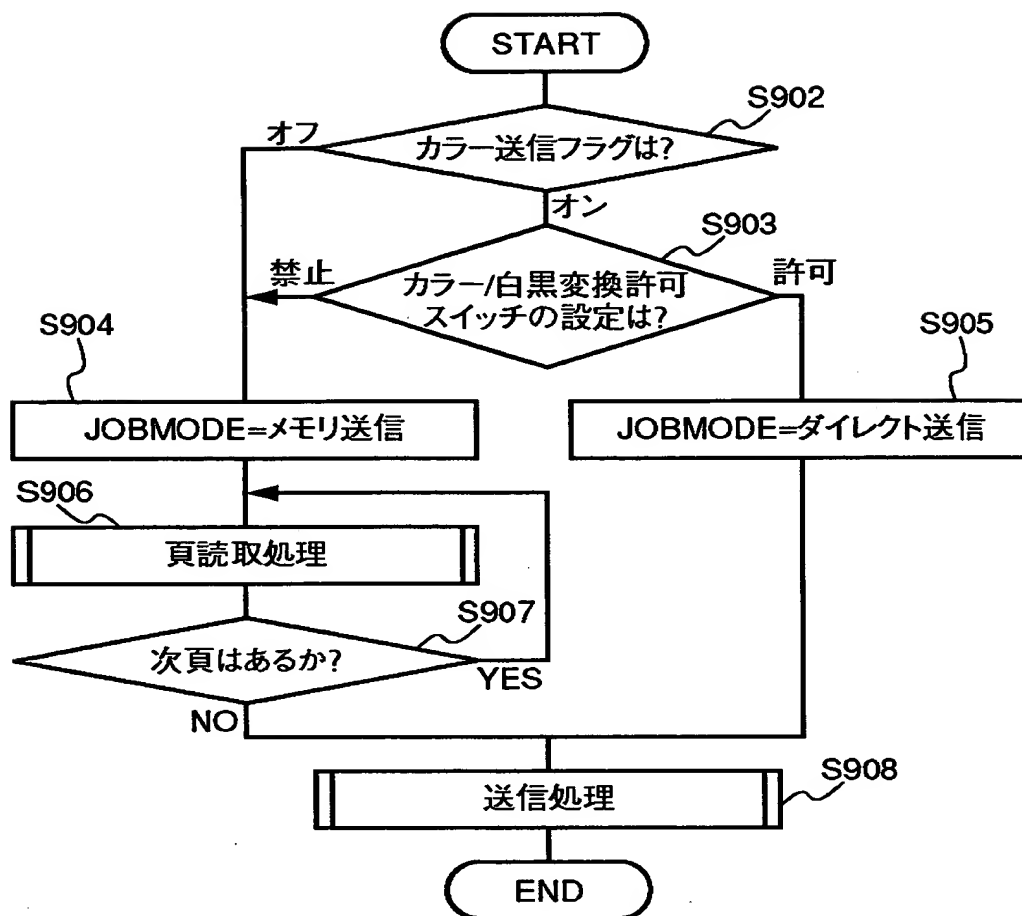 START
S902
オフ
カラー送信フラグは?
オン
S903
禁止
カラー/白黒変換許可
スイッチの設定は?
許可
S904
S905
JOBMODE=メモリ送信
JOBMODE=ダイレクト送信
S906
頁読取処理
S907
次頁はあるか?
YES
NO
S908
送信処理
END